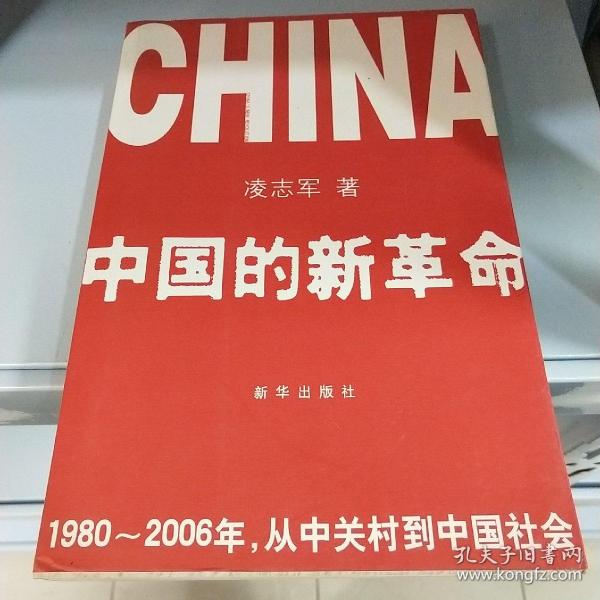 CHINA
凌志军 著
中国的新革命
新华出版社
1980～2006年,从中关村到中国社会
孔夫子旧书网
www.kongfz.com